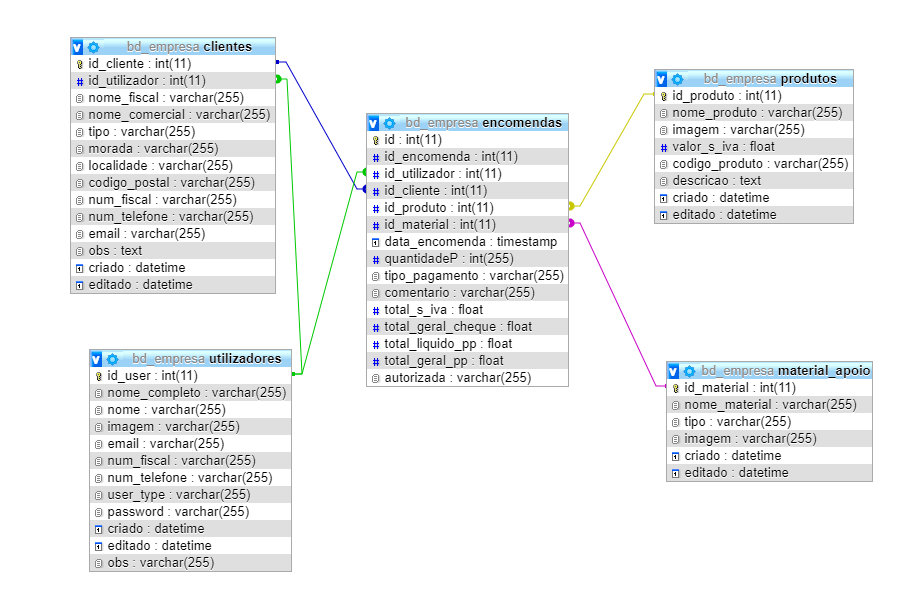 bd_empresa clientes
id_cliente : int(11)
id_utilizador : int(11)
nome_fiscal : varchar(255)
nome_comercial : varchar(255)
tipo : varchar(255)
morada : varchar(255)
localidade : varchar(255)
codigo_postal : varchar(255)
num_fiscal : varchar(255)
num_telefone : varchar(255)
email : varchar(255)
obs : text
criado : datetime
editado : datetime
bd_empresa utilizadores
id_user : int(11)
nome_completo : varchar(255)
nome : varchar(255)
imagem : varchar(255)
email : varchar(255)
num_fiscal : varchar(255)
num_telefone : varchar(255)
user_type : varchar(255)
password : varchar(255)
criado : datetime
editado : datetime
obs : varchar(255)
bd_empresa encomendas
id : int(11)
id_encomenda : int(11)
id_utilizador : int(11)
id_cliente : int(11)
id_produto : int(11)
id_material : int(11)
data_encomenda : timestamp
quantidadeP : int(255)
tipo_pagamento : varchar(255)
comentario : varchar(255)
total_s_iva : float
total_geral_cheque : float
total_liquido_pp : float
total_geral_pp : float
autorizada : varchar(255)
bd_empresa produtos
id_produto : int(11)
nome_produto : varchar(255)
imagem : varchar(255)
valor_s_iva : float
codigo_produto : varchar(255)
descricao : text
criado : datetime
editado : datetime
bd_empresa material_apoio
id_material : int(11)
nome_material : varchar(255)
tipo : varchar(255)
imagem : varchar(255)
criado : datetime
editado : datetime